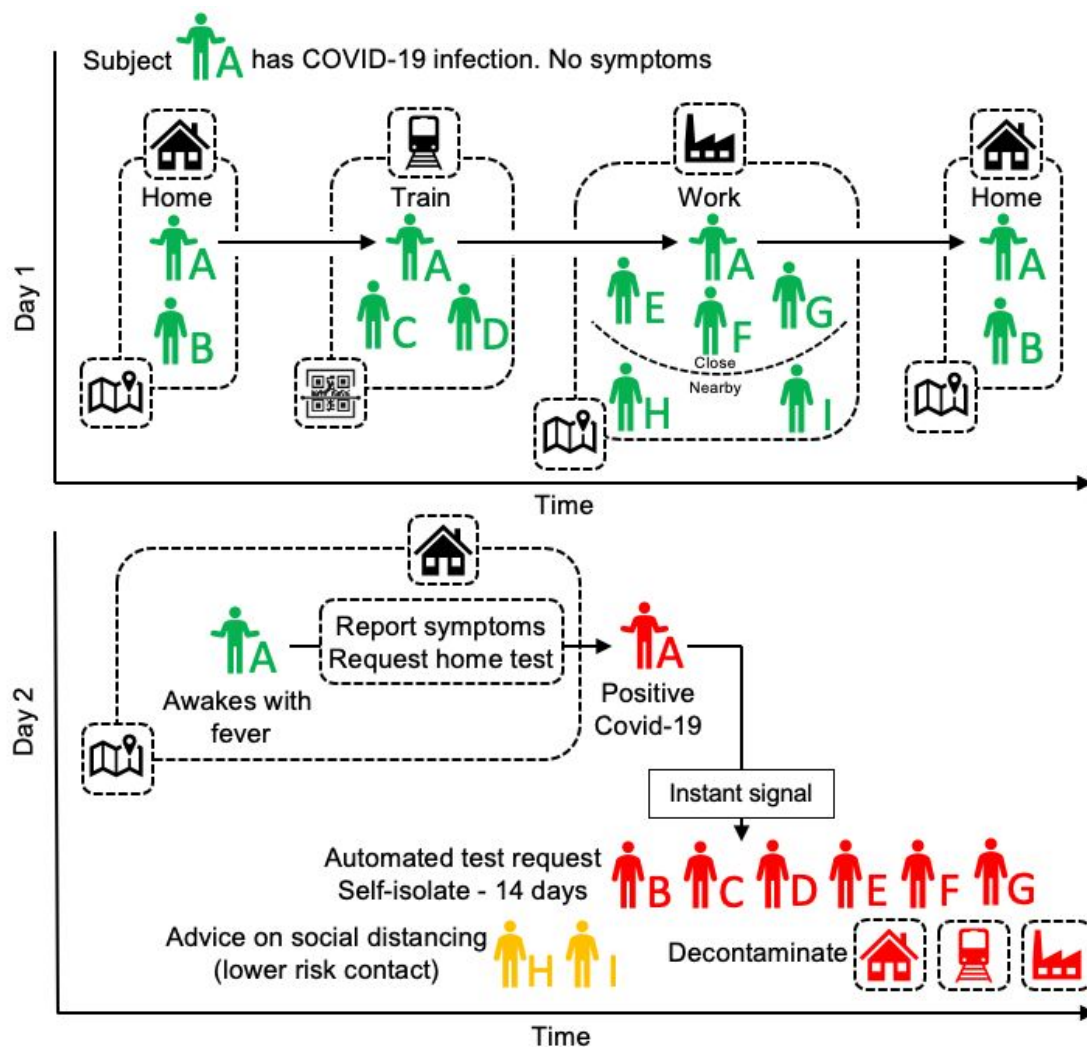 Subject A has COVID-19 infection. No symptoms
Day 1
Home
Train
Work
Home
A
A
A
A
B
C
D
E
F
G
B
Close
Nearby
H
I
Time
Day 2
A
Report symptoms
Request home test
A
Awakes with
fever
Positive
Covid-19
Instant signal
Automated test request
Self-isolate - 14 days
B C D E F G
Advice on social distancing
(lower risk contact)
H I
Decontaminate
Time